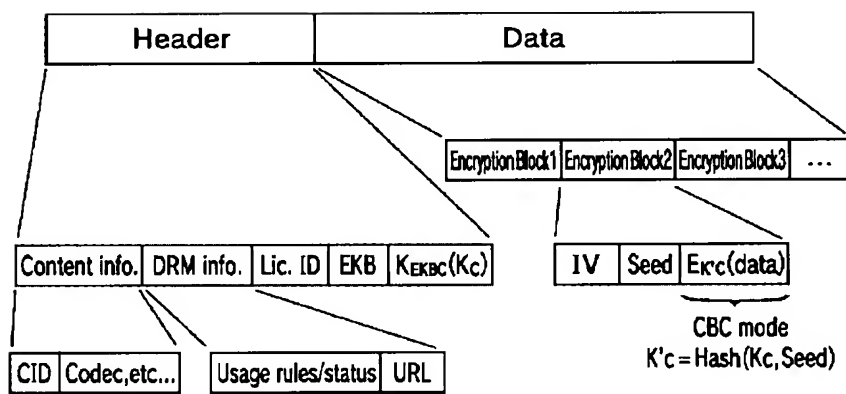 Header Data
Encryption Block1 Encryption Block2 Encryption Block3 ...
Content info. DRM info. Lic. ID EKB KEKBC(KC) IV Seed EK'C(data)
CBC mode
K'C = Hash(KC, Seed)
CID Codec,etc... Usage rules/status URL